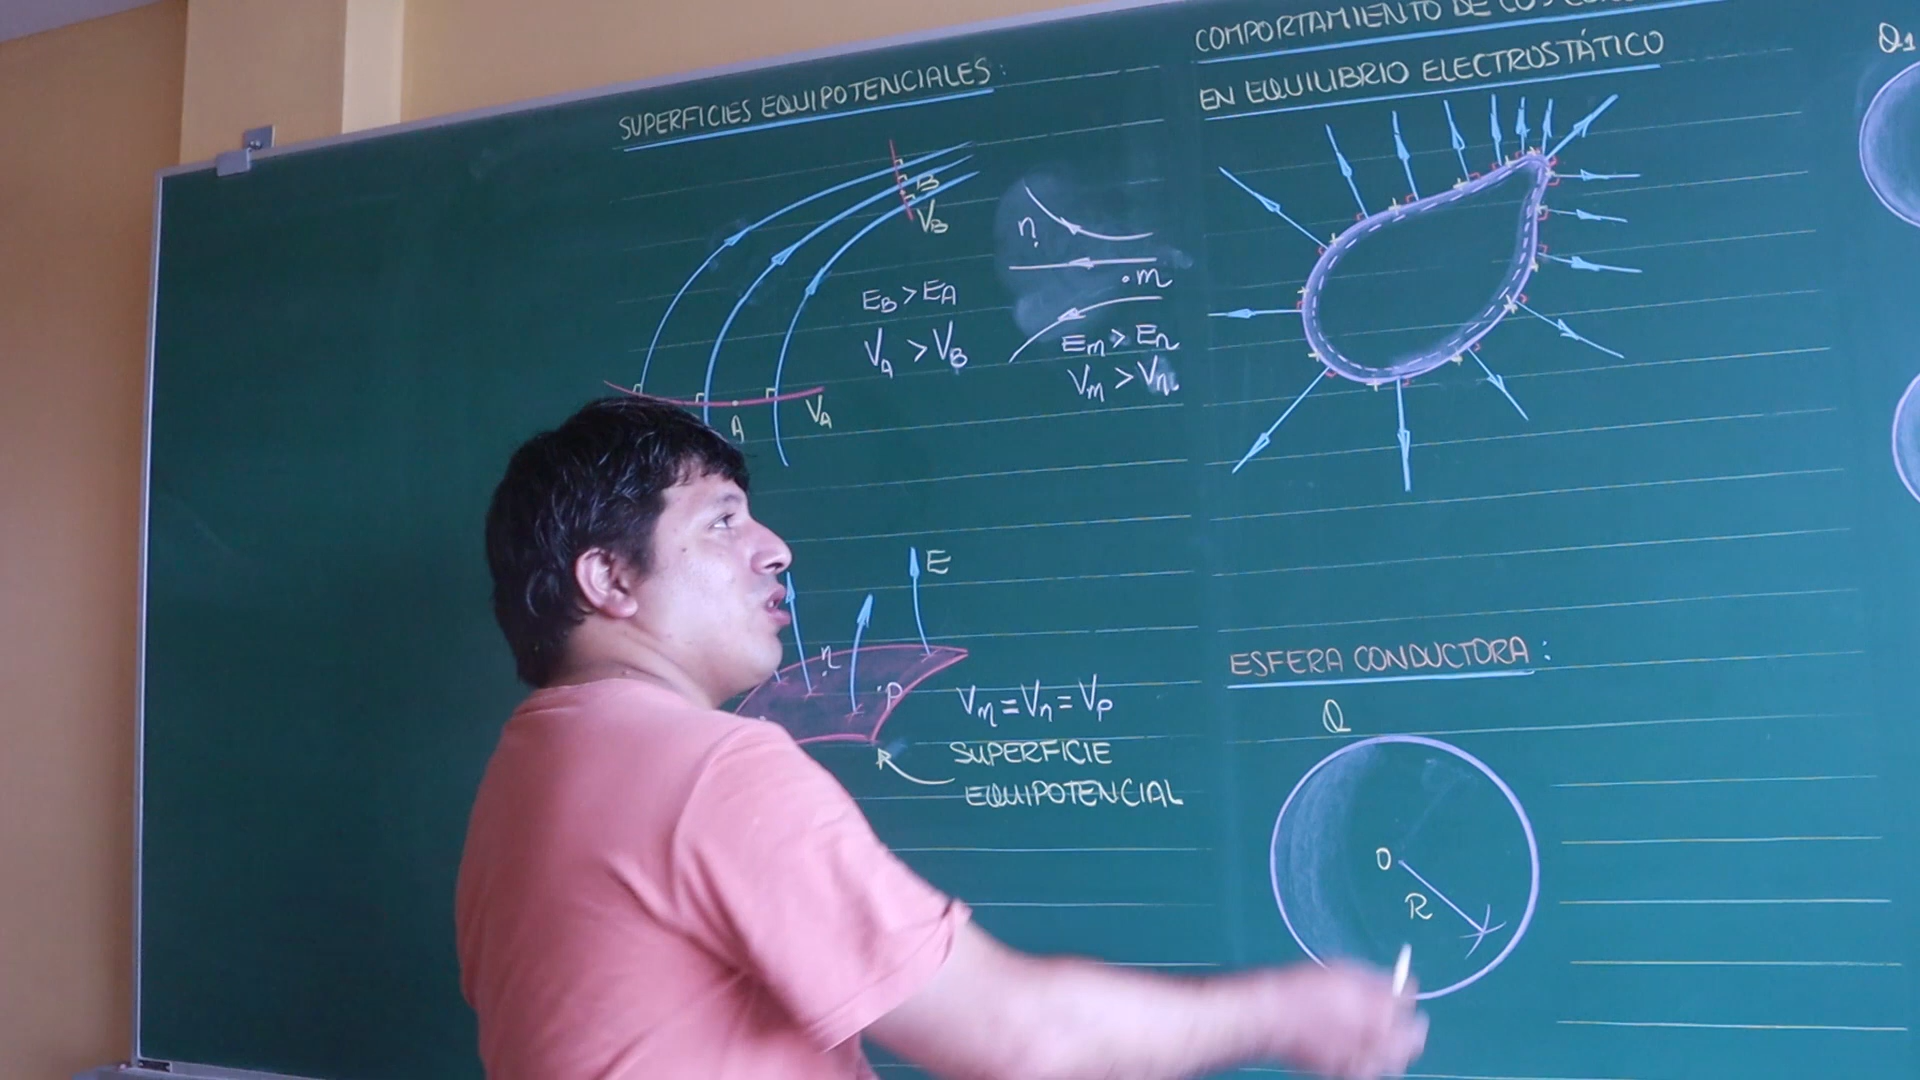 SUPERFICIES EQUIPOTENCIALES:
B
VB
n
m
EB > EA
VA > VB
Em > En
Vm > Vn
A
VA
E
n
P
Vm = Vn = Vp
SUPERFICIE
EQUIPOTENCIAL
COMPORTAMIENTO DE LOS
EN EQUILIBRIO ELECTROSTÁTICO
ESFERA CONDUCTORA:
Q
O
R
Q1